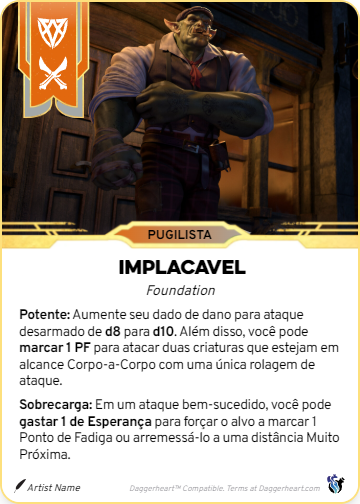 PUGILISTA
IMPLACAVEL
Foundation
Potente: Aumente seu dado de dano para ataque
desarmado de d8 para d10. Além disso, você pode
marcar 1 PF para atacar duas criaturas que estejam em
alcance Corpo-a-Corpo com uma única rolagem de
ataque.
Sobrecarga: Em um ataque bem-sucedido, você pode
gastar 1 de Esperança para forçar o alvo a marcar 1
Ponto de Fadiga ou arremessá-lo a uma distância Muito
Próxima.
Artist Name
Daggerheart™ Compatible. Terms at Daggerheart.com